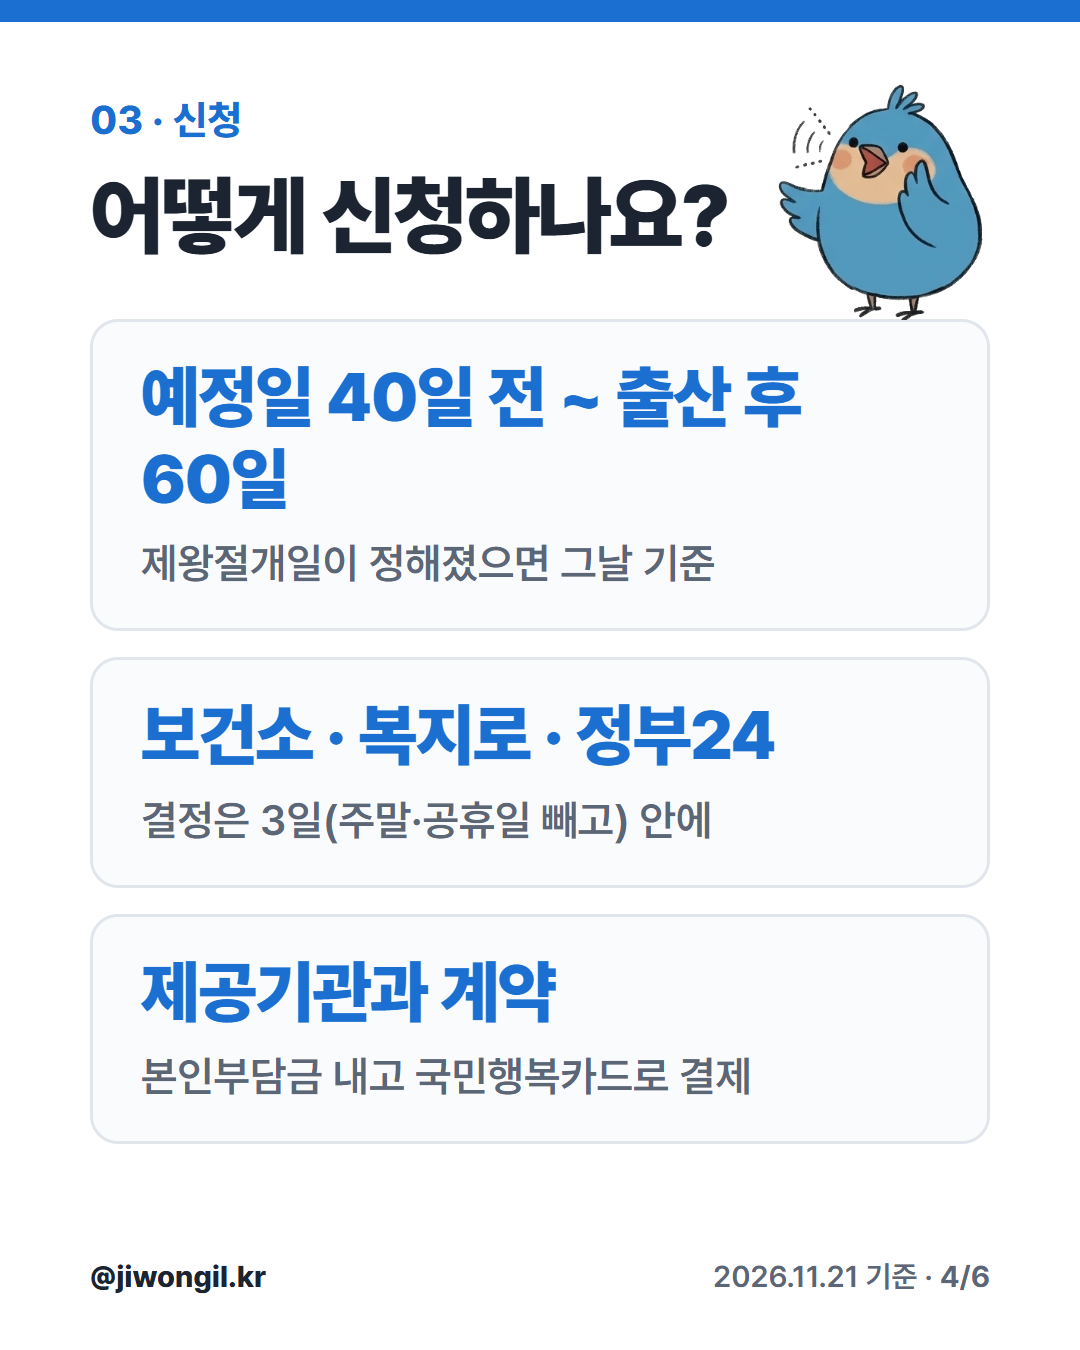 03 · 신청
어떻게 신청하나요?
예정일 40일 전 ~ 출산 후
60일
제왕절개일이 정해졌으면 그날 기준
보건소 · 복지로 · 정부24
결정은 3일(주말·공휴일 빼고) 안에
제공기관과 계약
본인부담금 내고 국민행복카드로 결제
@jiwongil.kr
2026.11.21 기준 · 4/6